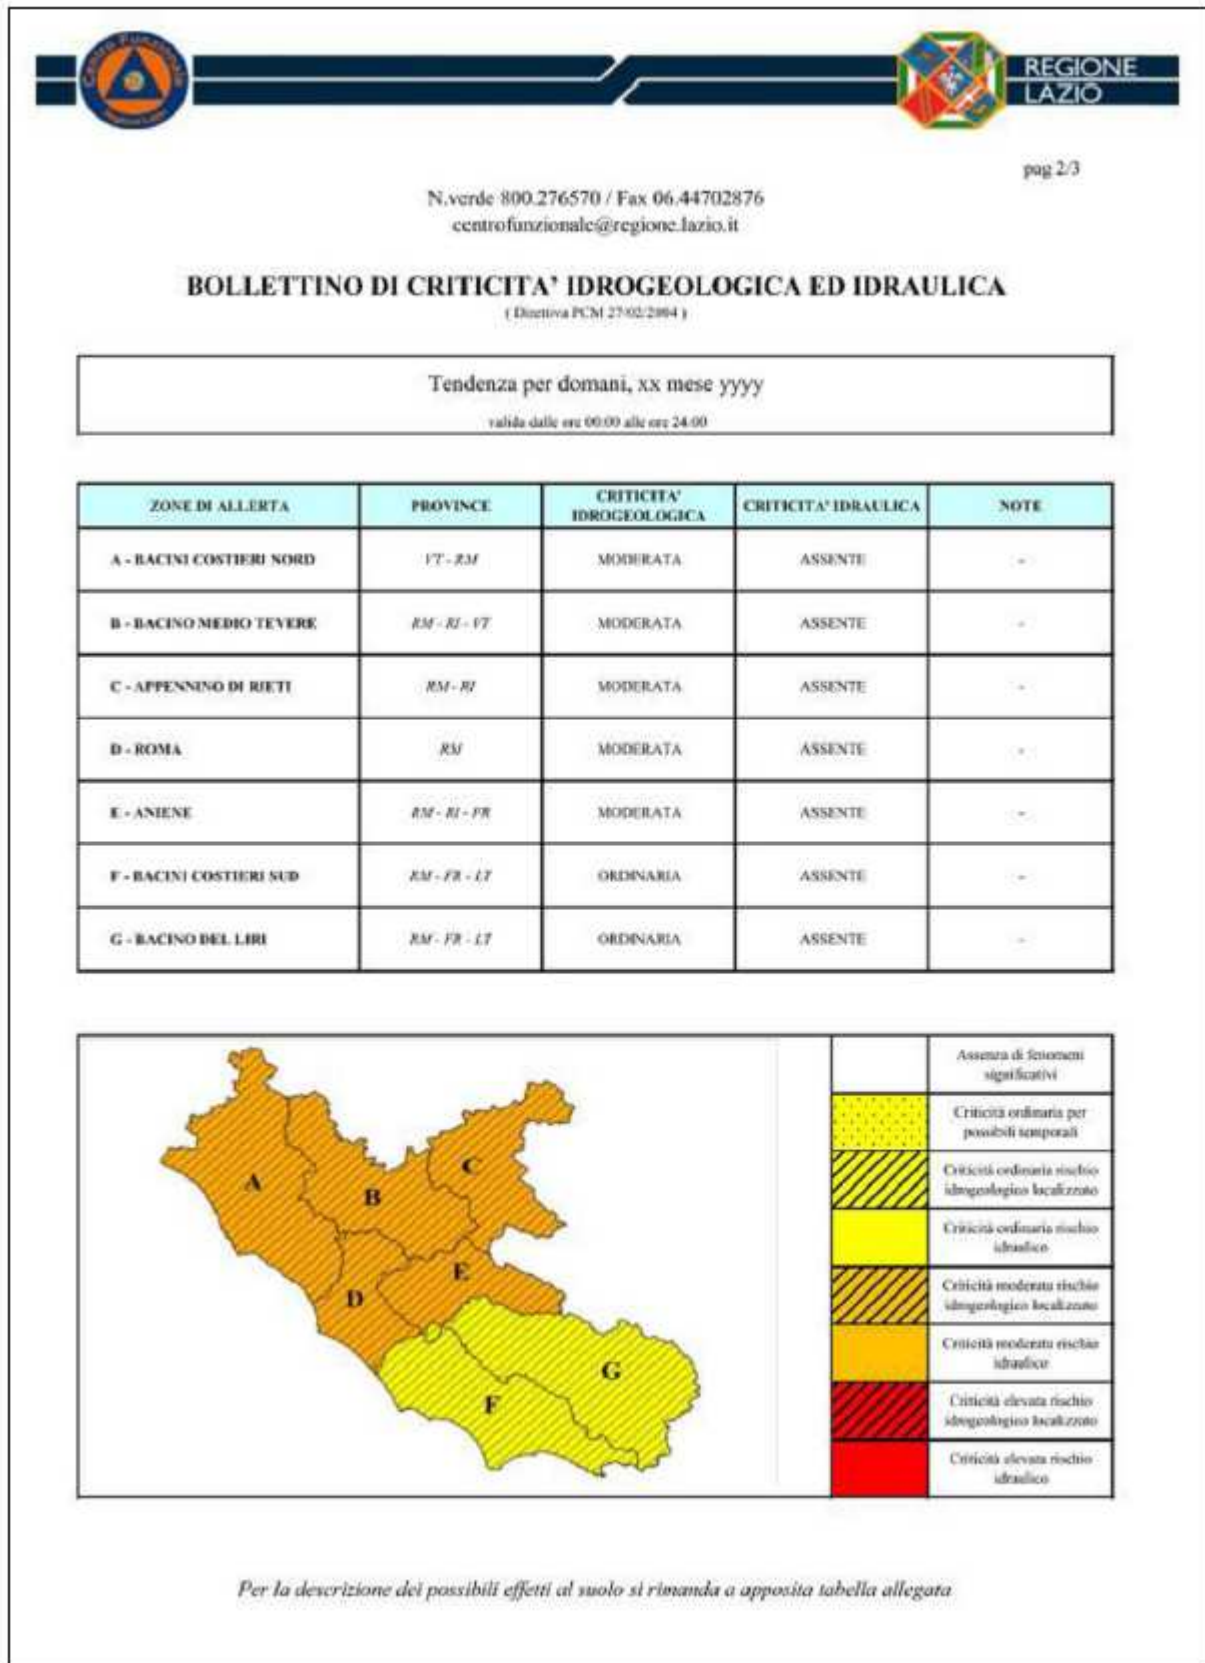 Centro Funzionale
Regione Lazio
REGIONE
LAZIO
pag 2/3
N.verde 800.276570 / Fax 06.44702876
centrofunzionale@regione.lazio.it
BOLLETTINO DI CRITICITA' IDROGEOLOGICA ED IDRAULICA
( Direttiva PCM 27/02/2004 )
Tendenza per domani, xx mese yyyy
valida dalle ore 00:00 alle ore 24:00
ZONE DI ALLERTA PROVINCE CRITICITA' IDROGEOLOGICA CRITICITA' IDRAULICA NOTE
A - BACINI COSTIERI NORD VT - RM MODERATA ASSENTE -
B - BACINO MEDIO TEVERE RM - RI - VT MODERATA ASSENTE -
C - APPENNINO DI RIETI RM - RI MODERATA ASSENTE -
D - ROMA RM MODERATA ASSENTE -
E - ANIENE RM - RI - FR MODERATA ASSENTE -
F - BACINI COSTIERI SUD RM - FR - LT ORDINARIA ASSENTE -
G - BACINO DEL LIRI RM - FR - LT ORDINARIA ASSENTE -
A
B
C
D
E
F
G
Assenza di fenomeni
significativi
Criticità ordinaria per
possibili temporali
Criticità ordinaria rischio
idrogeologico localizzato
Criticità ordinaria rischio
idraulico
Criticità moderata rischio
idrogeologico localizzato
Criticità moderata rischio
idraulico
Criticità elevata rischio
idrogeologico localizzato
Criticità elevata rischio
idraulico
Per la descrizione dei possibili effetti al suolo si rimanda a apposita tabella allegata